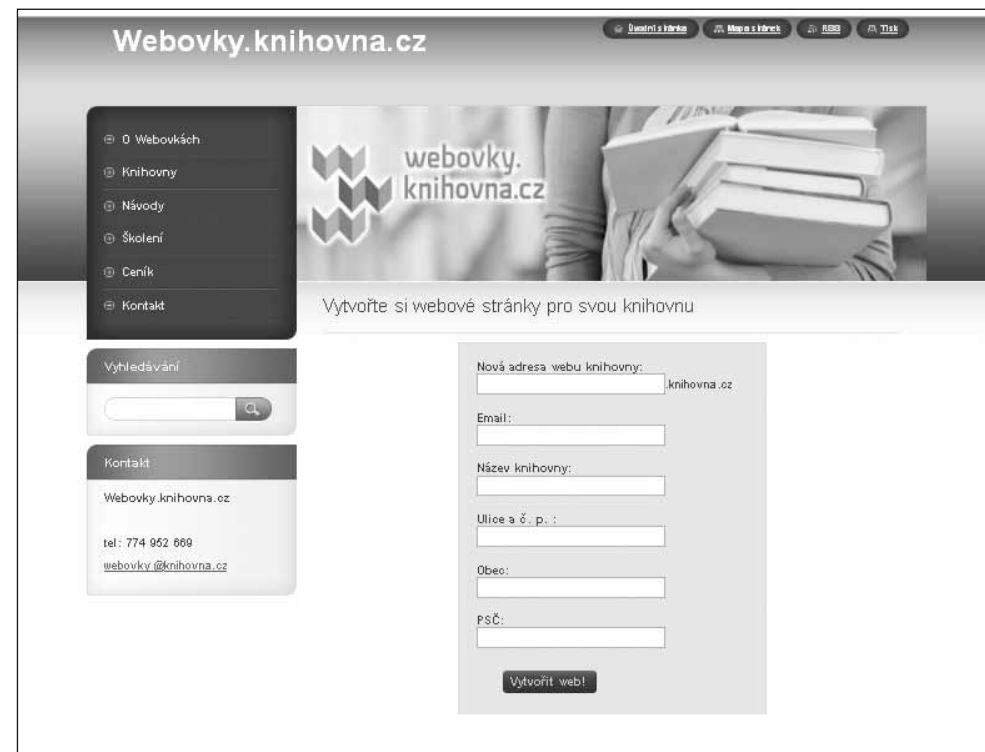 Webovky.knihovna.cz
Úvodní stránka
Mapa stránek
RSS
Tisk
O Webovkách
Knihovny
Návody
Školení
Ceník
Kontakt
webovky.
knihovna.cz
Vytvořte si webové stránky pro svou knihovnu
Vyhledávání
Kontakt
Webovky.knihovna.cz
tel: 774 952 669
webovky @knihovna.cz
Nová adresa webu knihovny:
.knihovna.cz
Email:
Název knihovny:
Ulice a č. p. :
Obec:
PSČ:
Vytvořit web!